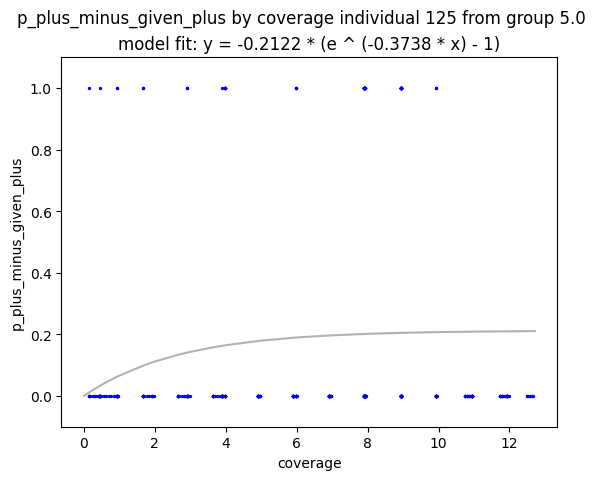 p_plus_minus_given_plus by coverage individual 125 from group 5.0
model fit: y = -0.2122 * (e ^ (-0.3738 * x) - 1)
1.0
0.8
0.6
0.4
0.2
0.0
p_plus_minus_given_plus
0 2 4 6 8 10 12
coverage